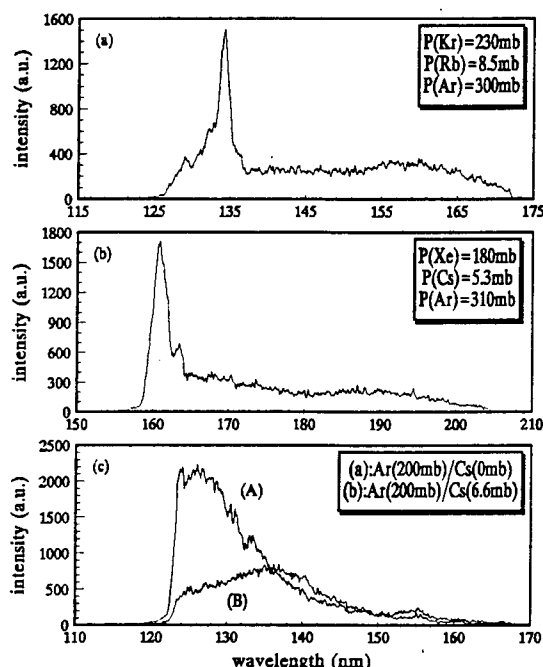 1600
(a)
P(Kr)=230mb
P(Rb)=8.5mb
P(Ar)=300mb
1200
800
400
0
intensity (a.u.)
115 125 135 145 155 165 175
1800
(b)
P(Xe)=180mb
P(Cs)=5.3mb
P(Ar)=310mb
1500
1200
900
600
300
0
intensity (a.u.)
150 160 170 180 190 200 210
2500
(c)
(a):Ar(200mb)/Cs(0mb)
(b):Ar(200mb)/Cs(6.6mb)
2000
1500
1000
500
0
(A)
(B)
intensity (a.u.)
110 120 130 140 150 160 170
wavelength (nm)